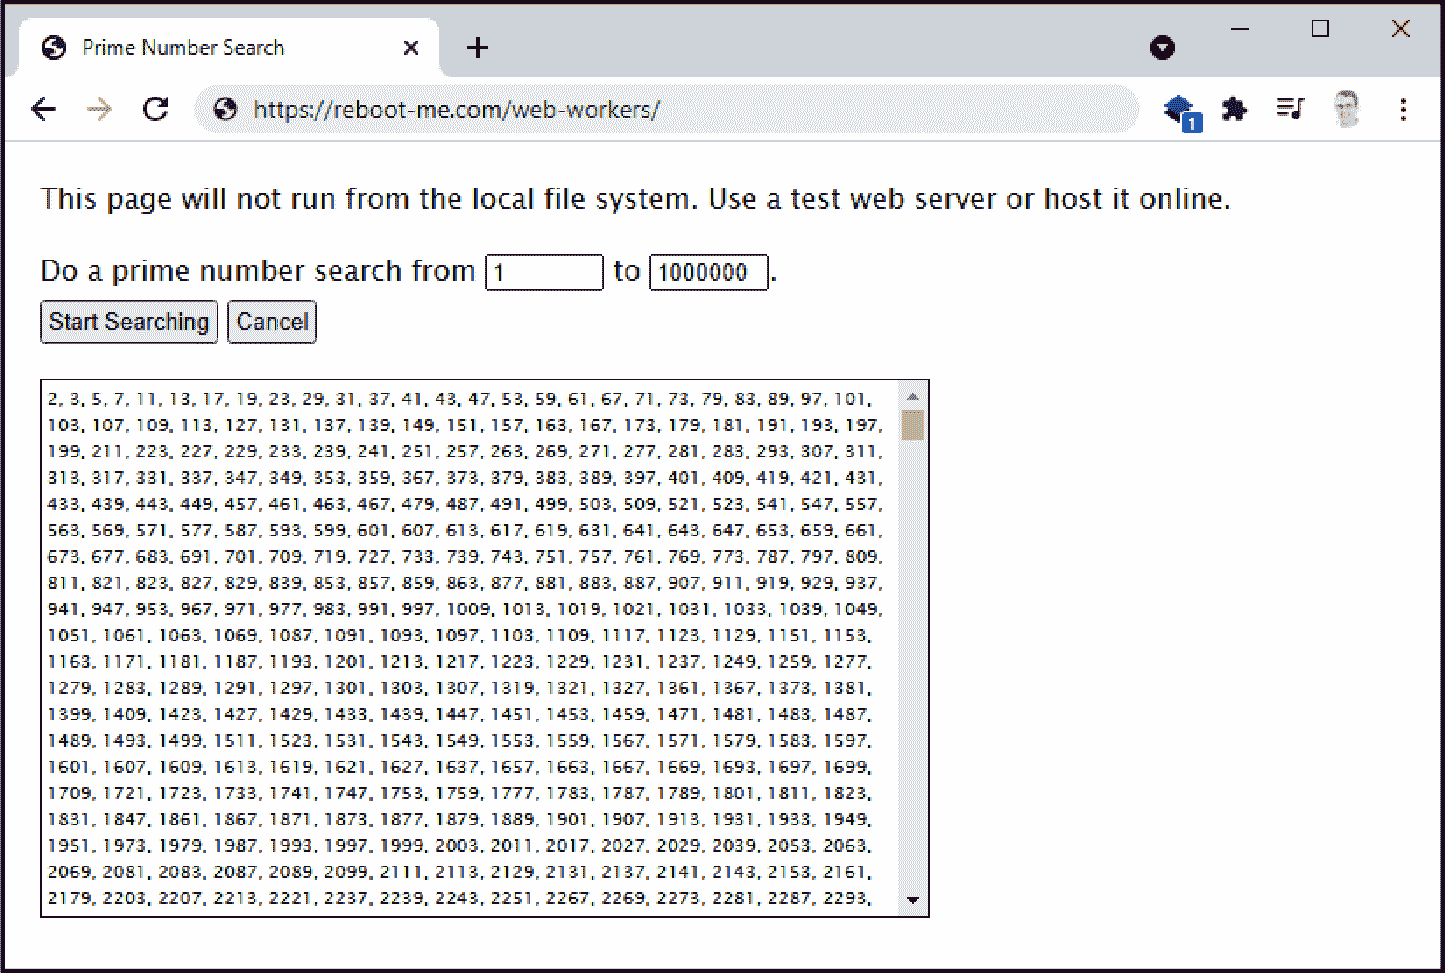 Prime Number Search
https://reboot-me.com/web-workers/
1
This page will not run from the local file system. Use a test web server or host it online.
Do a prime number search from 1 to 1000000.
Start Searching Cancel
2, 3, 5, 7, 11, 13, 17, 19, 23, 29, 31, 37, 41, 43, 47, 53, 59, 61, 67, 71, 73, 79, 83, 89, 97, 101,
103, 107, 109, 113, 127, 131, 137, 139, 149, 151, 157, 163, 167, 173, 179, 181, 191, 193, 197,
199, 211, 223, 227, 229, 233, 239, 241, 251, 257, 263, 269, 271, 277, 281, 283, 293, 307, 311,
313, 317, 331, 337, 347, 349, 353, 359, 367, 373, 379, 383, 389, 397, 401, 409, 419, 421, 431,
433, 439, 443, 449, 457, 461, 463, 467, 479, 487, 491, 499, 503, 509, 521, 523, 541, 547, 557,
563, 569, 571, 577, 587, 593, 599, 601, 607, 613, 617, 619, 631, 641, 643, 647, 653, 659, 661,
673, 677, 683, 691, 701, 709, 719, 727, 733, 739, 743, 751, 757, 761, 769, 773, 787, 797, 809,
811, 821, 823, 827, 829, 839, 853, 857, 859, 863, 877, 881, 883, 887, 907, 911, 919, 929, 937,
941, 947, 953, 967, 971, 977, 983, 991, 997, 1009, 1013, 1019, 1021, 1031, 1033, 1039, 1049,
1051, 1061, 1063, 1069, 1087, 1091, 1093, 1097, 1103, 1109, 1117, 1123, 1129, 1151, 1153,
1163, 1171, 1181, 1187, 1193, 1201, 1213, 1217, 1223, 1229, 1231, 1237, 1249, 1259, 1277,
1279, 1283, 1289, 1291, 1297, 1301, 1303, 1307, 1319, 1321, 1327, 1361, 1367, 1373, 1381,
1399, 1409, 1423, 1427, 1429, 1433, 1439, 1447, 1451, 1453, 1459, 1471, 1481, 1483, 1487,
1489, 1493, 1499, 1511, 1523, 1531, 1543, 1549, 1553, 1559, 1567, 1571, 1579, 1583, 1597,
1601, 1607, 1609, 1613, 1619, 1621, 1627, 1637, 1657, 1663, 1667, 1669, 1693, 1697, 1699,
1709, 1721, 1723, 1733, 1741, 1747, 1753, 1759, 1777, 1783, 1787, 1789, 1801, 1811, 1823,
1831, 1847, 1861, 1867, 1871, 1873, 1877, 1879, 1889, 1901, 1907, 1913, 1931, 1933, 1949,
1951, 1973, 1979, 1987, 1993, 1997, 1999, 2003, 2011, 2017, 2027, 2029, 2039, 2053, 2063,
2069, 2081, 2083, 2087, 2089, 2099, 2111, 2113, 2129, 2131, 2137, 2141, 2143, 2153, 2161,
2179, 2203, 2207, 2213, 2221, 2237, 2239, 2243, 2251, 2267, 2269, 2273, 2281, 2287, 2293,